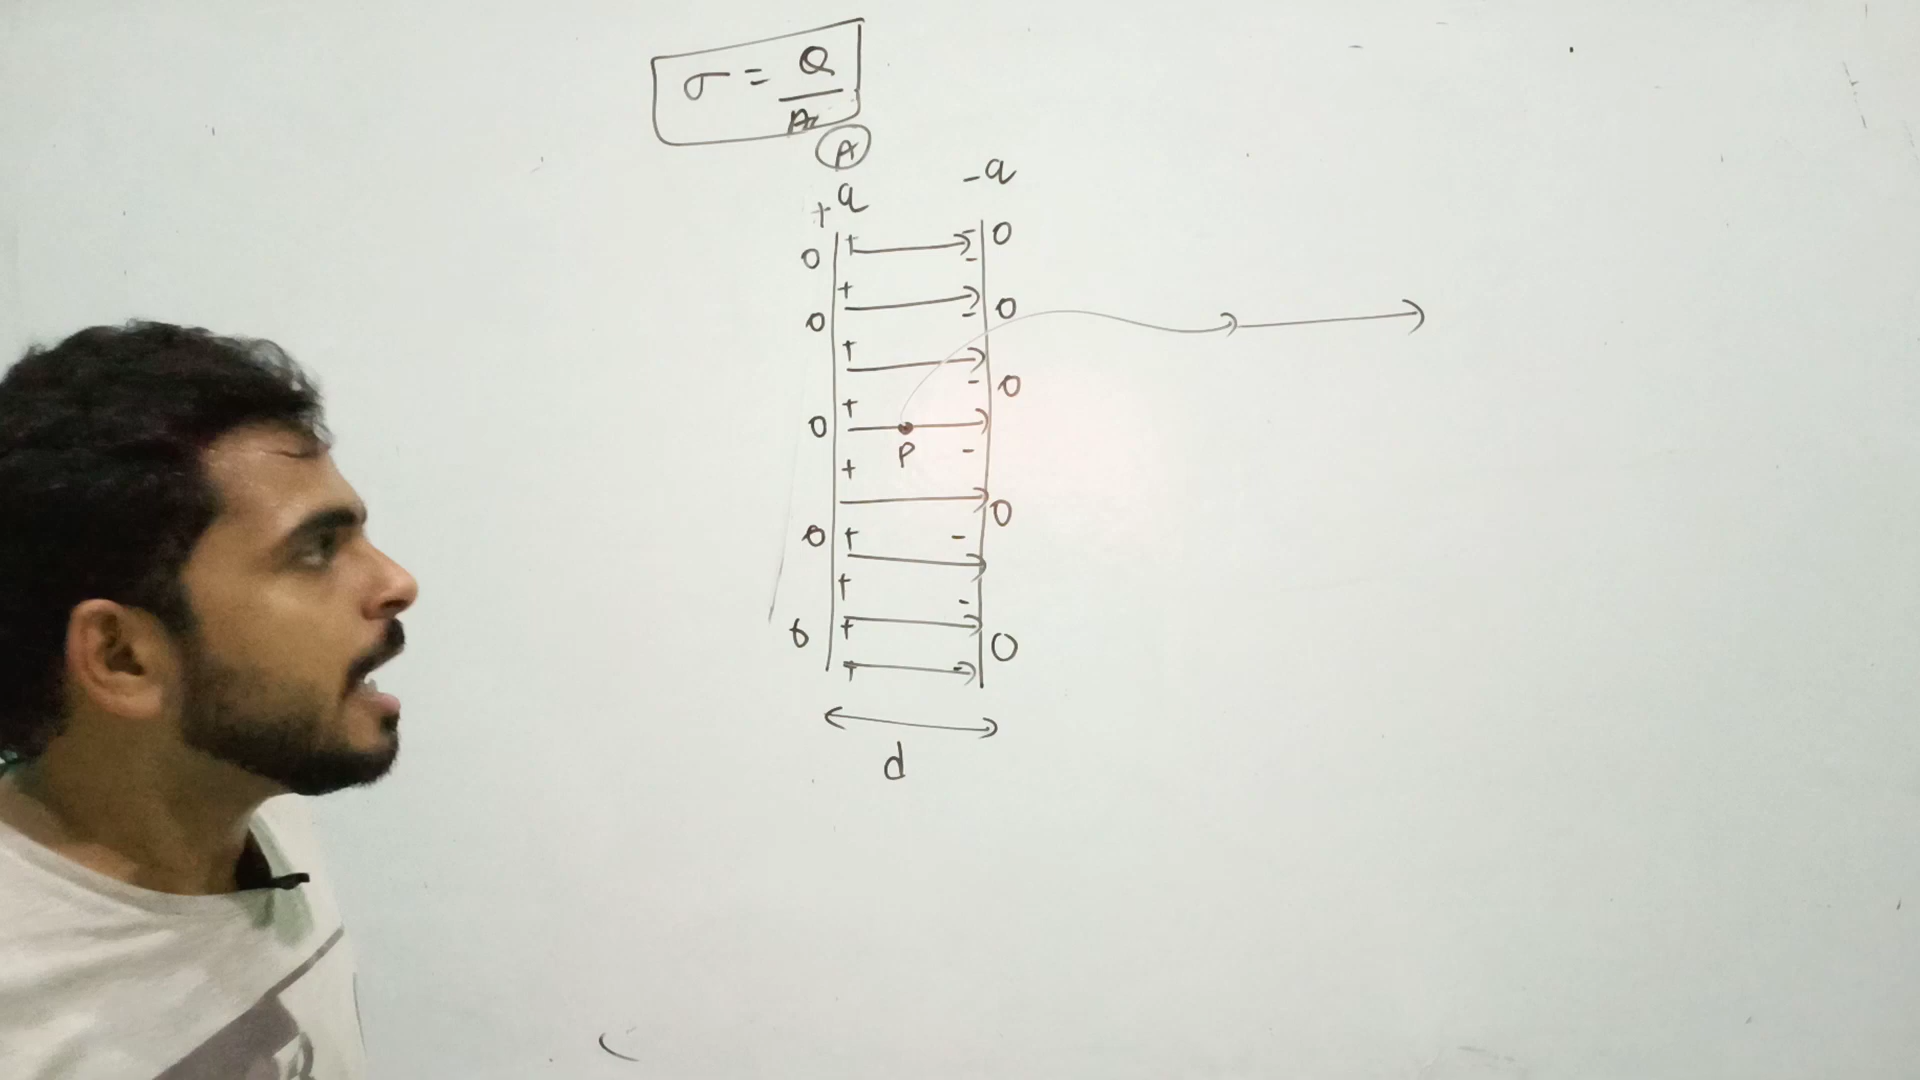 σ = Q/A
A
+Q -Q
+ - 0
0 -
+ 0
0 -
+
- 0
+
0 P -
+
0
0 + -
+ -
0 + 0
+ -
d